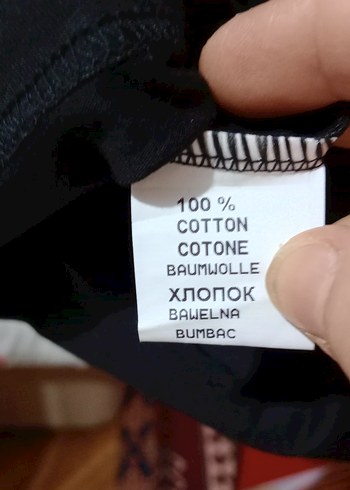 100 %
COTTON
COTONE
BAUMWOLLE
ХЛОПОК
BAWELNA
BUMBAC